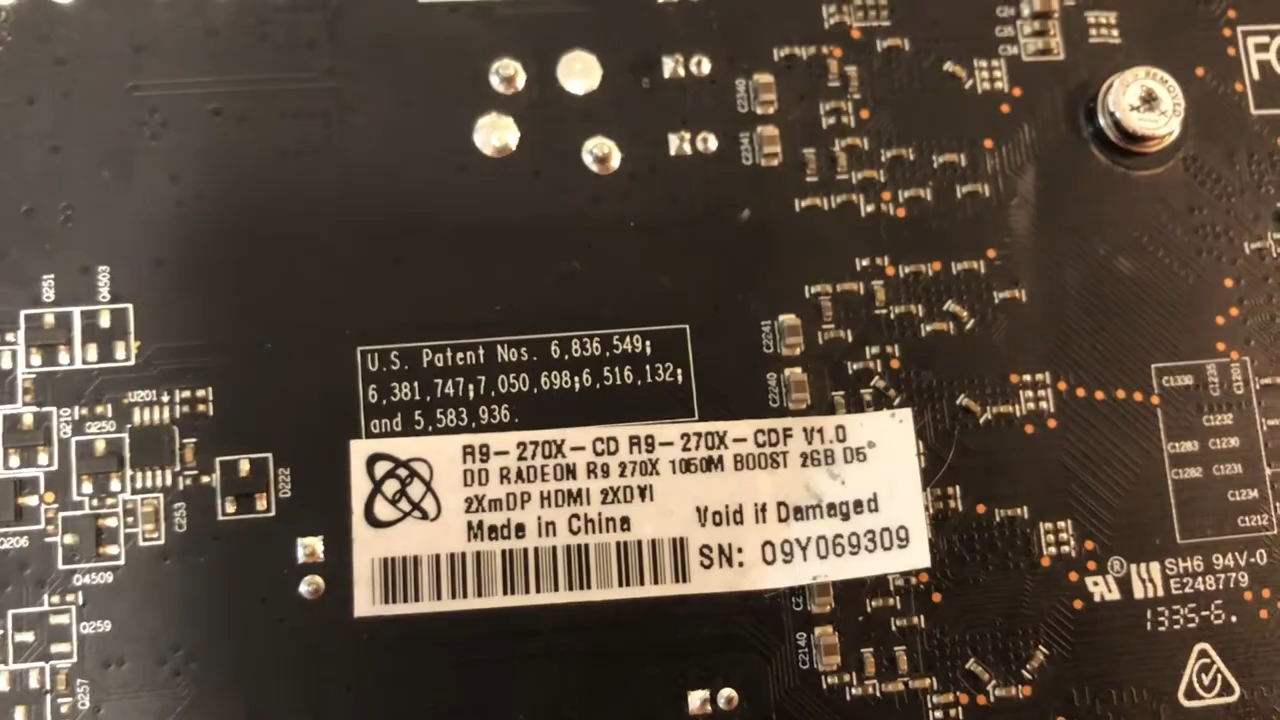 C24
C35
C34
C2340
C2341
FC
REMOVED
Q251
Q4503
U.S. Patent Nos. 6,836,549;
6,381,747;7,050,698;6,516,132;
and 5,583,936.
C2241
C2240
C1330
C1235
C1201
C1232
C1283 C1230
C1282 C1231
C1234
C1212
U201
Q210
Q250
D222
C253
Q206
Q4509
Q259
Q257
R9-270X-CD R9-270X-CDF V1.0
DD RADEON R9 270X 1050M BOOST 2GB D5
2XmDP HDMI 2XDVI
Made in China
Void if Damaged
SN: 09Y069309
C2140
SH6 94V-0
E248779
1335-6.